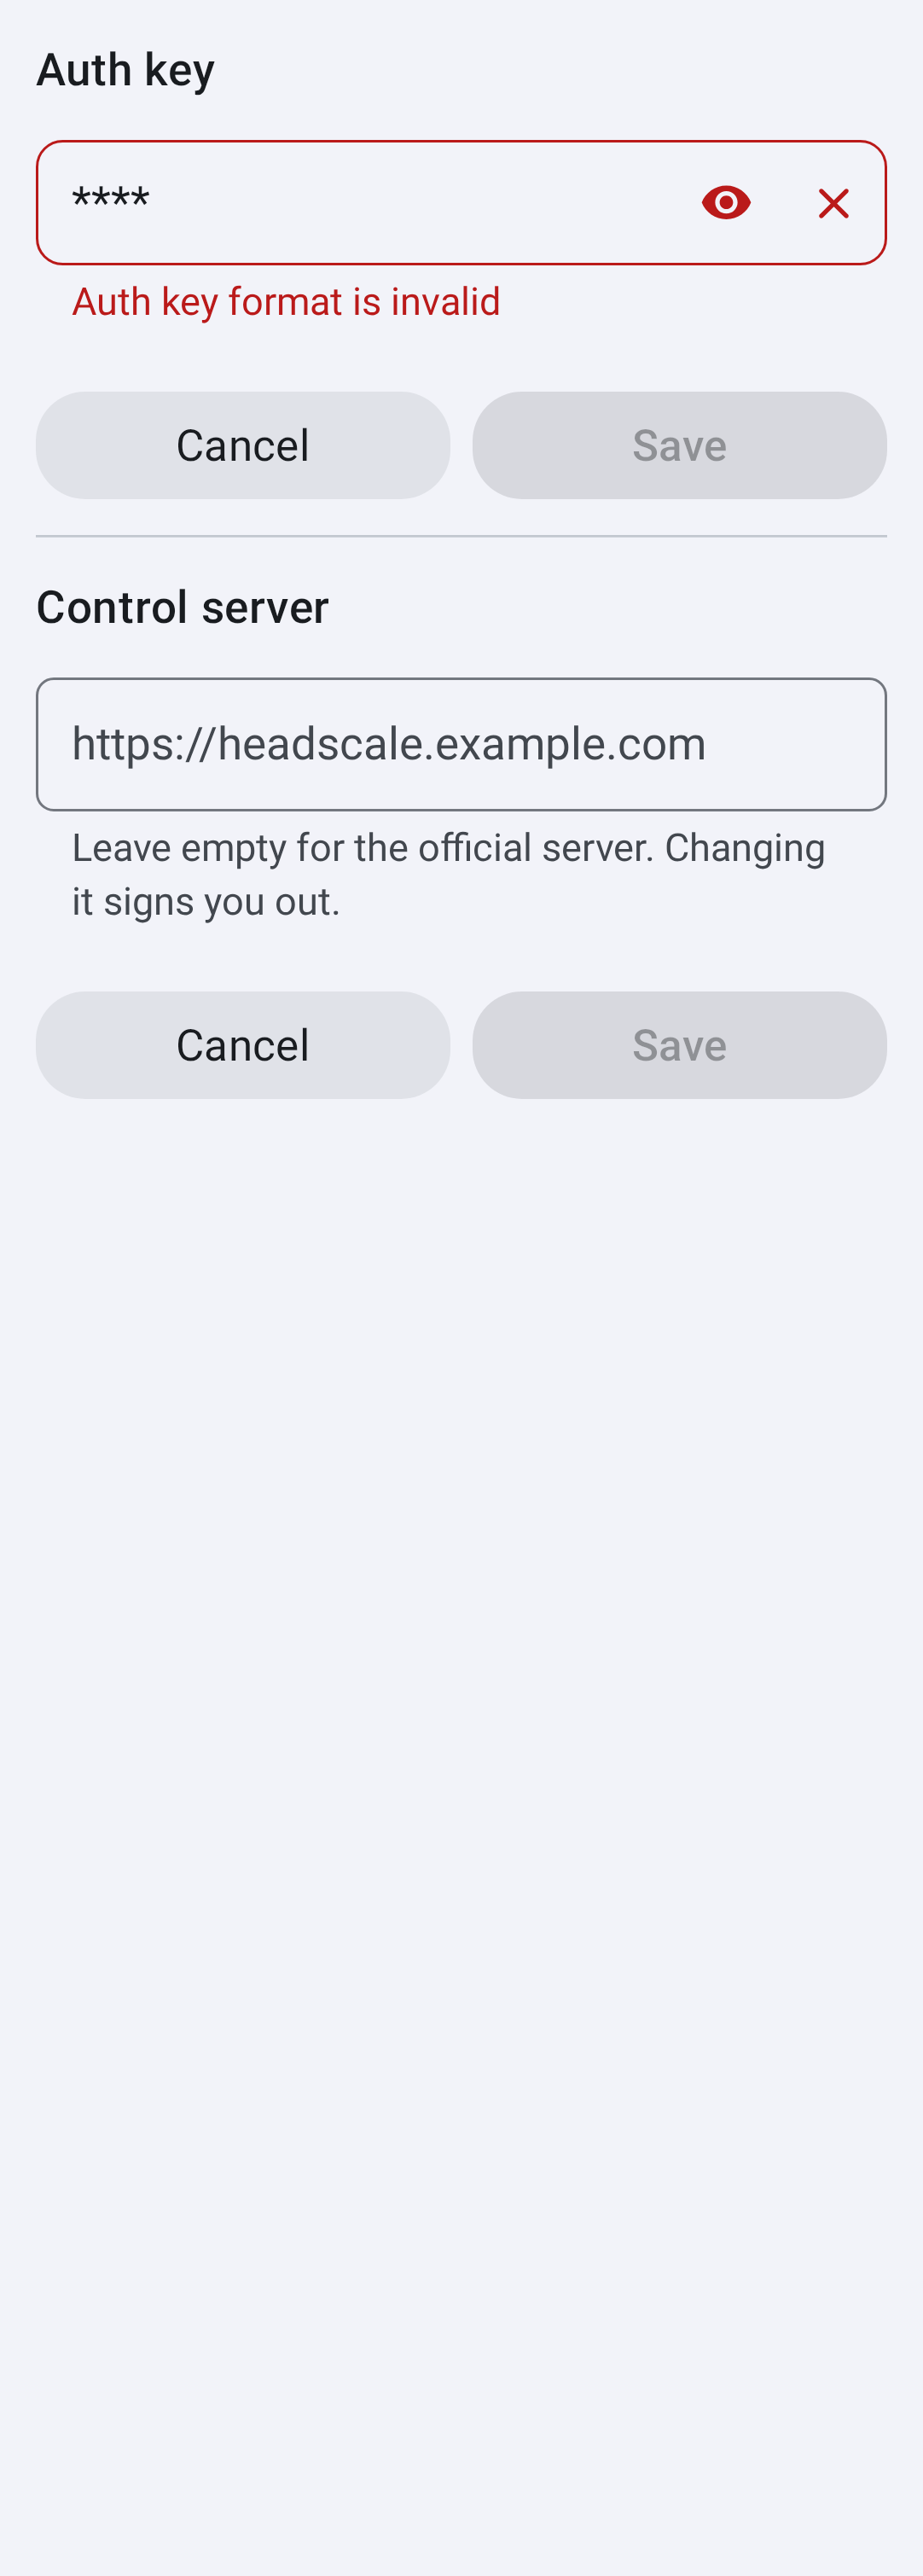 Auth key
****
Auth key format is invalid
Cancel
Save
Control server
https://headscale.example.com
Leave empty for the official server. Changing
it signs you out.
Cancel
Save